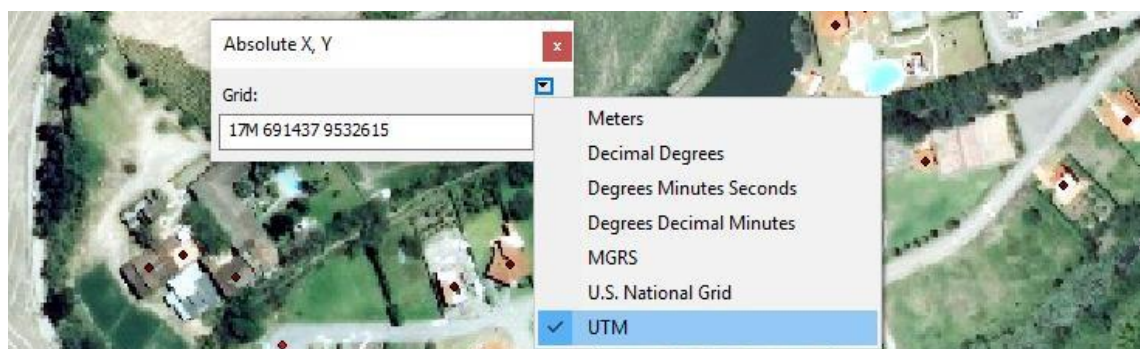 Absolute X, Y
x
Grid:
17M 691437 9532615
Meters
Decimal Degrees
Degrees Minutes Seconds
Degrees Decimal Minutes
MGRS
U.S. National Grid
UTM